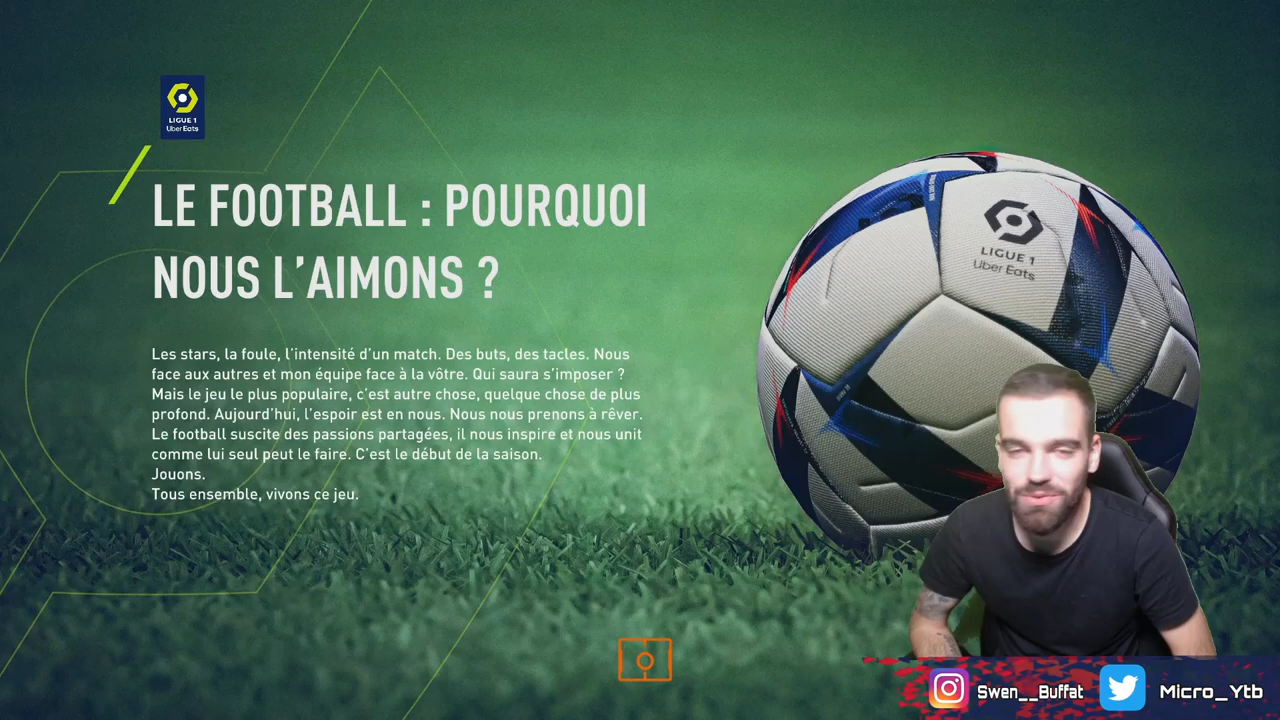 LIGUE 1
Uber Eats
LE FOOTBALL : POURQUOI
NOUS L'AIMONS ?
Les stars, la foule, l'intensité d'un match. Des buts, des tacles. Nous
face aux autres et mon équipe face à la vôtre. Qui saura s'imposer ?
Mais le jeu le plus populaire, c'est autre chose, quelque chose de plus
profond. Aujourd'hui, l'espoir est en nous. Nous nous prenons à rêver.
Le football suscite des passions partagées, il nous inspire et nous unit
comme lui seul peut le faire. C'est le début de la saison.
Jouons.
Tous ensemble, vivons ce jeu.
LIGUE 1
Uber Eats
Swen__Buffat
Micro_Ytb